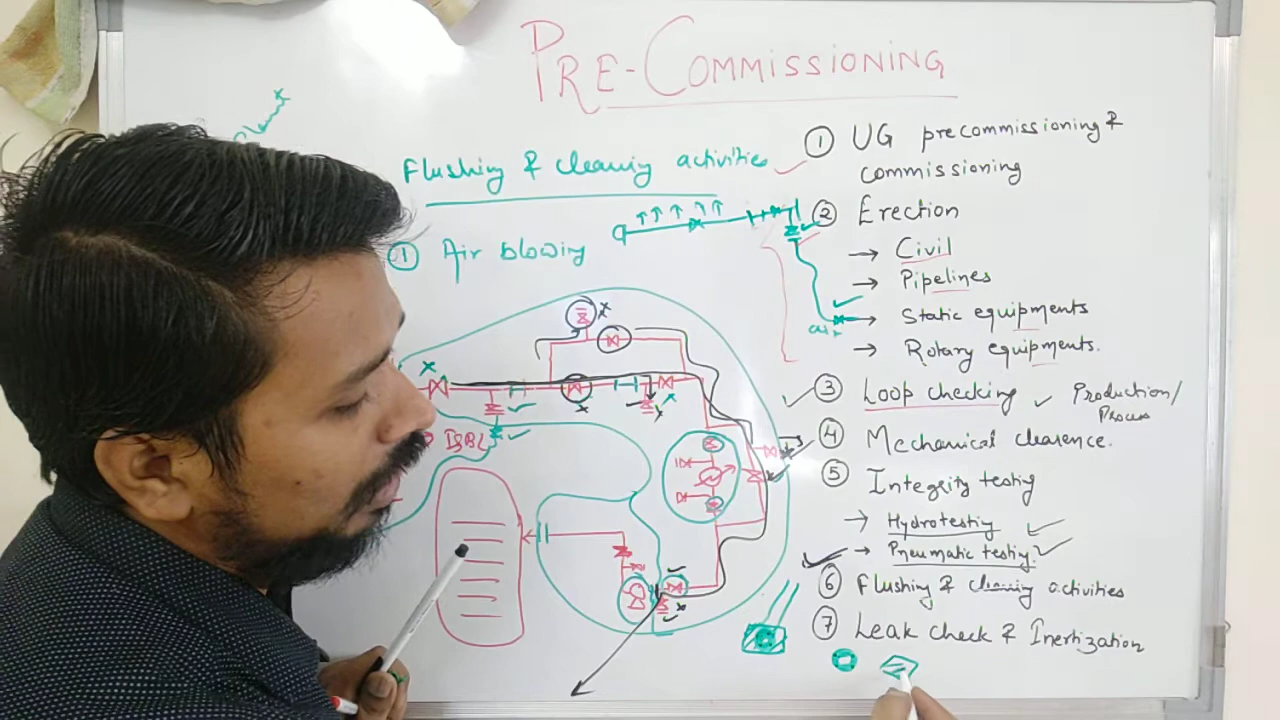 PRE-COMMISSIONING
Plant
Flushing & cleaning activities
① Air blowing
ISBL
air
① UG precommissioning &
commissioning
② Erection
→ Civil
→ Pipelines
→ Static equipments
→ Rotary equipments.
③ Loop checking
Production/
Process
④ Mechanical clearence.
⑤ Integrity testing
→ Hydrotesting
→ Pneumatic testing
⑥ Flushing & cleaning activities
⑦ Leak check & Inertization